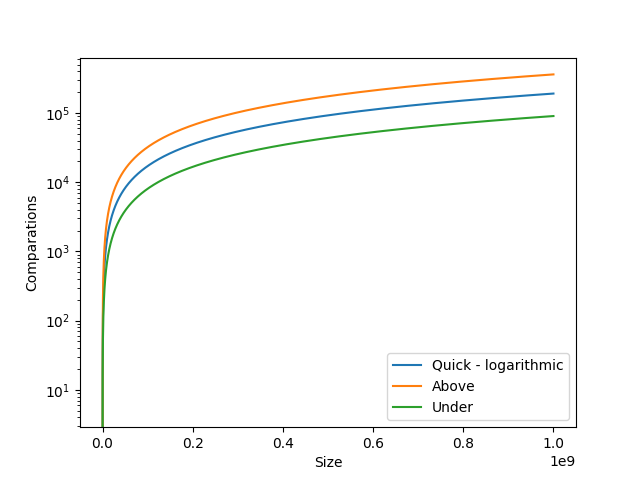 10^5
10^4
10^3
10^2
10^1
Comparations
0.0 0.2 0.4 0.6 0.8 1.0
1e9
Size
Quick - logarithmic
Above
Under